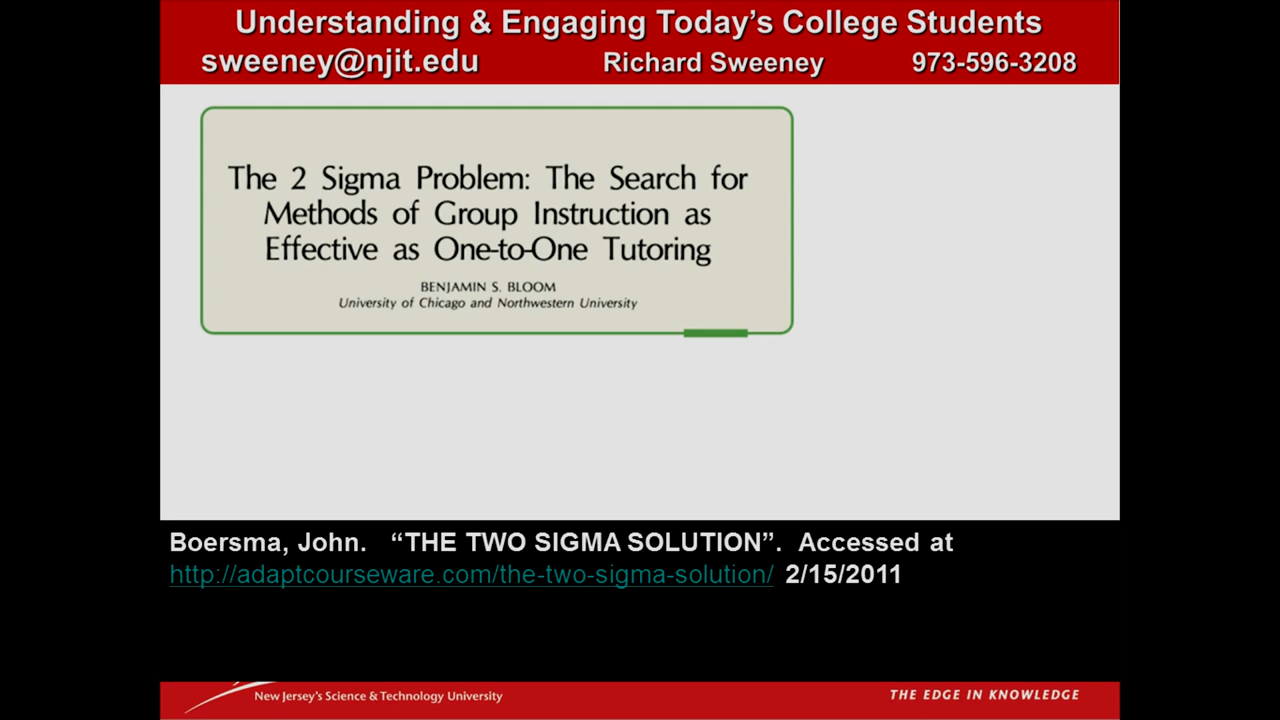 Understanding & Engaging Today's College Students
sweeney@njit.edu Richard Sweeney 973-596-3208
The 2 Sigma Problem: The Search for
Methods of Group Instruction as
Effective as One-to-One Tutoring
BENJAMIN S. BLOOM
University of Chicago and Northwestern University
Boersma, John. “THE TWO SIGMA SOLUTION”. Accessed at
http://adaptcourseware.com/the-two-sigma-solution/ 2/15/2011
New Jersey's Science & Technology University THE EDGE IN KNOWLEDGE